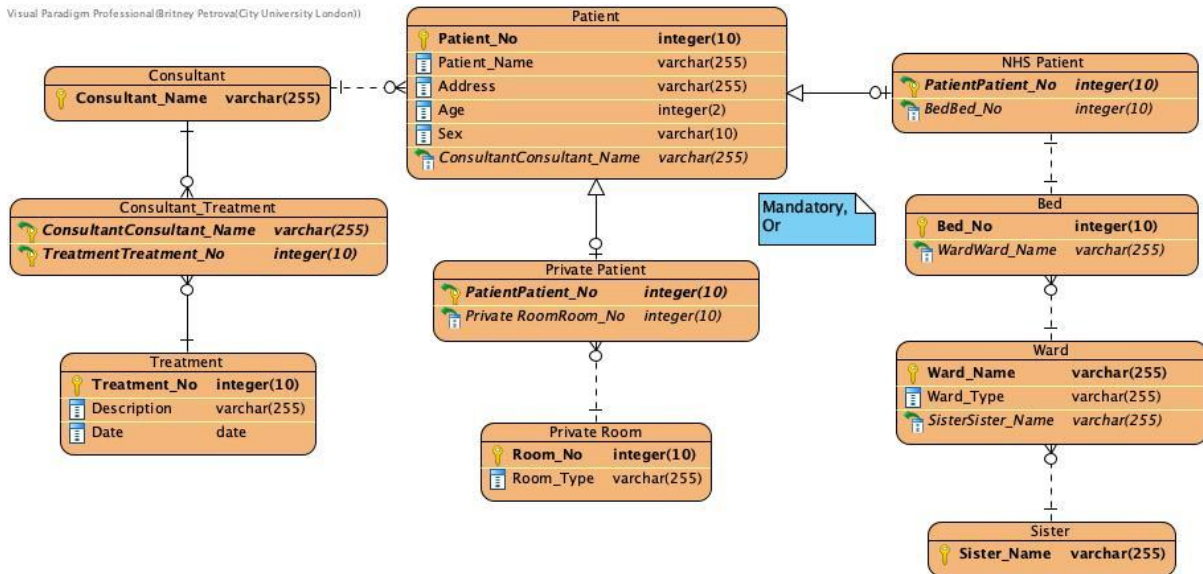 Visual Paradigm Professional(Britney Petrova(City University London))
Patient
Patient_No integer(10)
Patient_Name varchar(255)
Address varchar(255)
Age integer(2)
Sex varchar(10)
ConsultantConsultant_Name varchar(255)
Consultant
Consultant_Name varchar(255)
NHS Patient
PatientPatient_No integer(10)
BedBed_No integer(10)
Consultant_Treatment
ConsultantConsultant_Name varchar(255)
TreatmentTreatment_No integer(10)
Mandatory,
Or
Bed
Bed_No integer(10)
WardWard_Name varchar(255)
Private Patient
PatientPatient_No integer(10)
Private RoomRoom_No integer(10)
Treatment
Treatment_No integer(10)
Description varchar(255)
Date date
Ward
Ward_Name varchar(255)
Ward_Type varchar(255)
SisterSister_Name varchar(255)
Private Room
Room_No integer(10)
Room_Type varchar(255)
Sister
Sister_Name varchar(255)